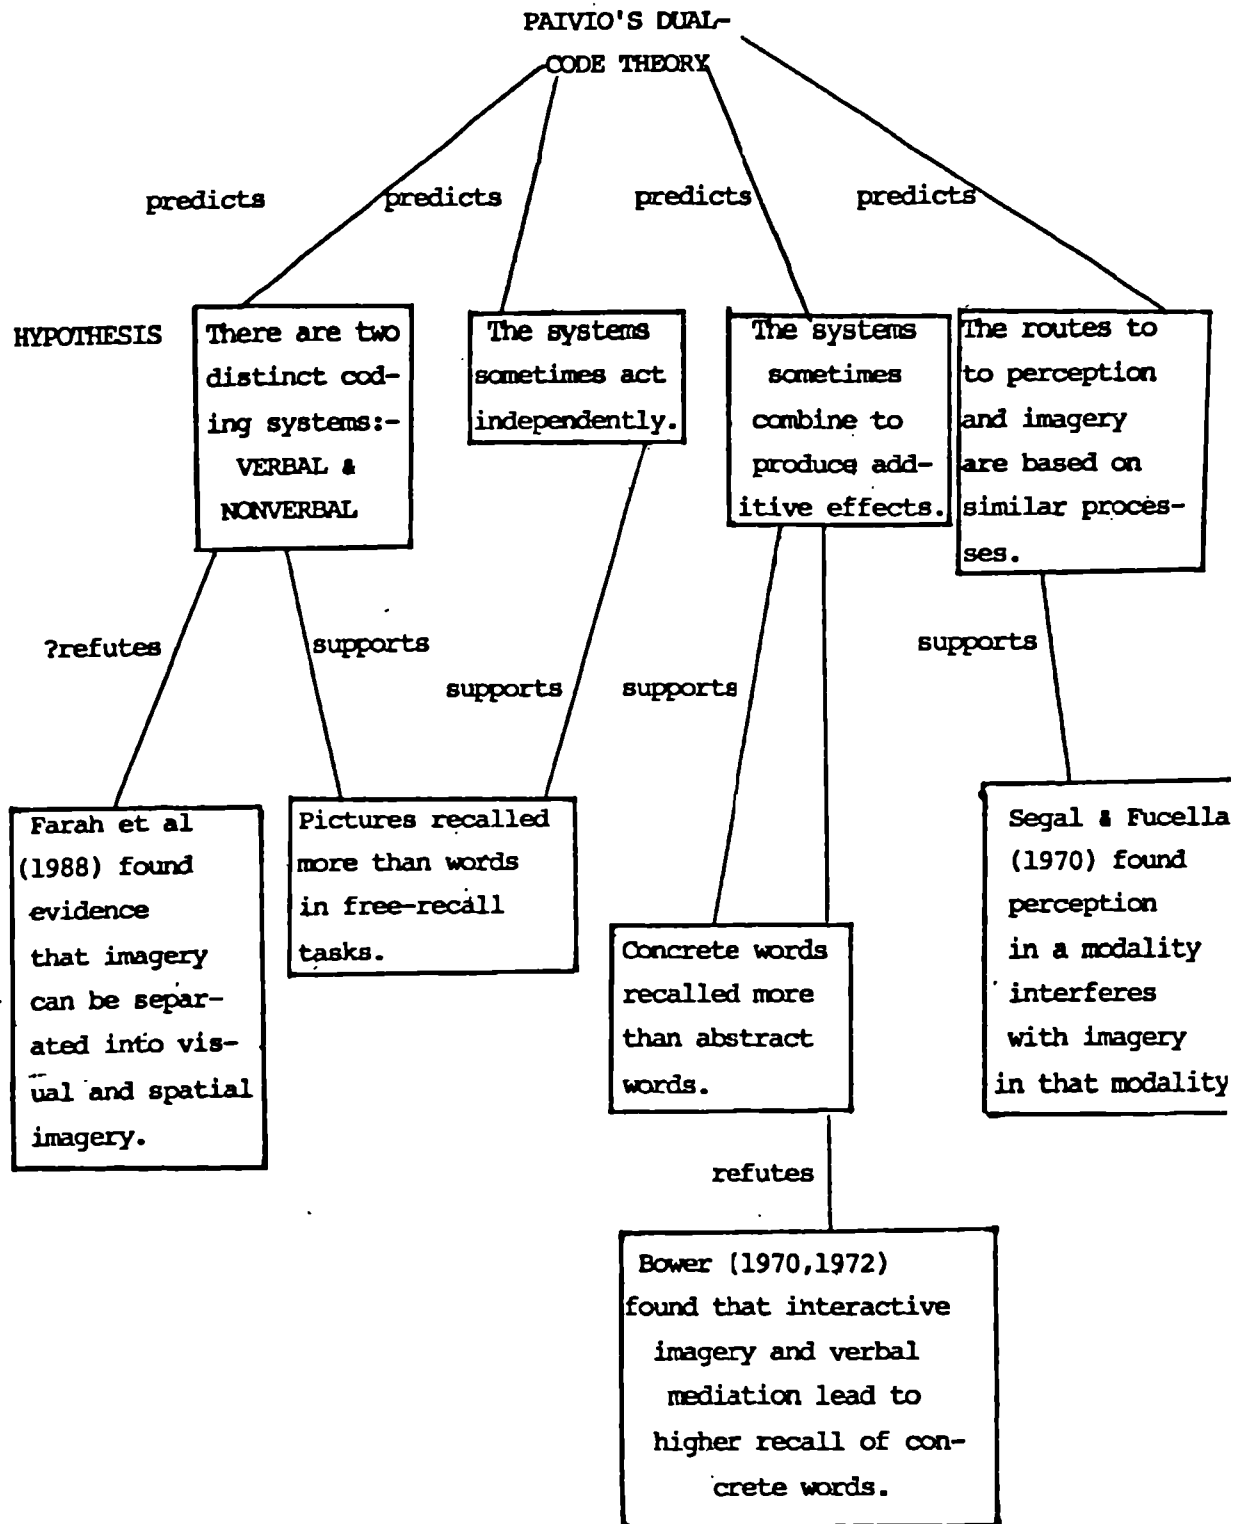 PAIVIO'S DUAL-
CODE THEORY
predicts
predicts
predicts
predicts
HYPOTHESIS
There are two
distinct cod-
ing systems:-
VERBAL &
NONVERBAL
The systems
sometimes act
independently.
The systems
sometimes
combine to
produce add-
itive effects.
The routes to
to perception
and imagery
are based on
similar proces-
ses.
?refutes
supports
supports
supports
supports
Farah et al
(1988) found
evidence
that imagery
can be separ-
ated into vis-
ual and spatial
imagery.
Pictures recalled
more than words
in free-recall
tasks.
Concrete words
recalled more
than abstract
words.
Segal & Fucella
(1970) found
perception
in a modality
interferes
with imagery
in that modality
refutes
Bower (1970,1972)
found that interactive
imagery and verbal
mediation lead to
higher recall of con-
crete words.